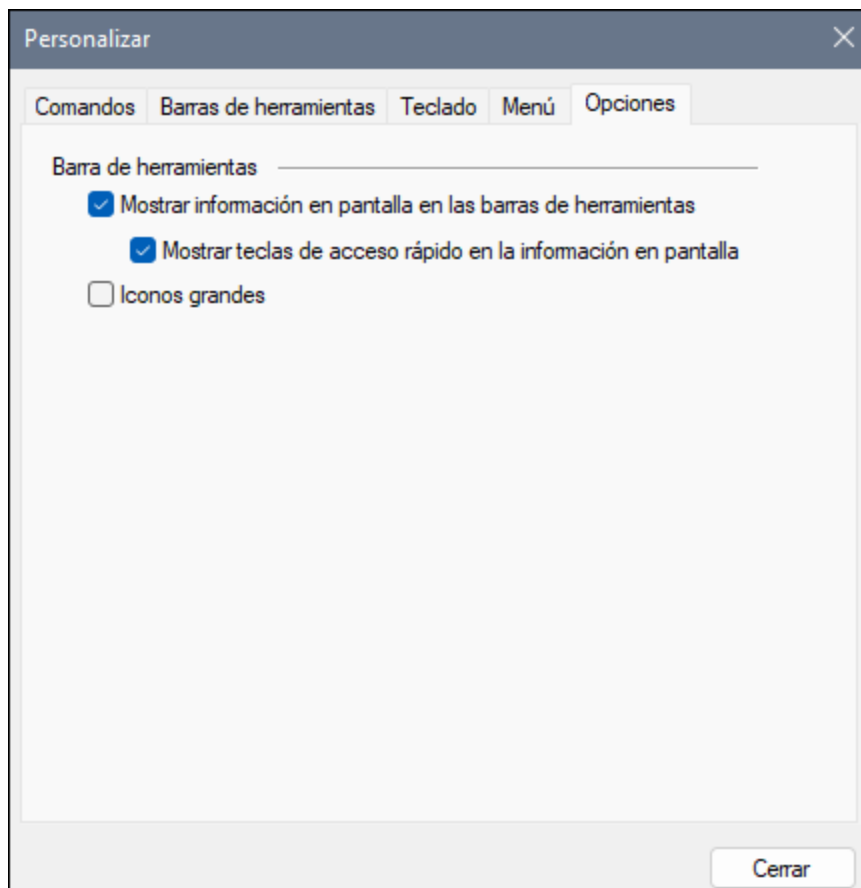 Personalizar
Comandos Barras de herramientas Teclado Menú Opciones
Barra de herramientas
Mostrar información en pantalla en las barras de herramientas
Mostrar teclas de acceso rápido en la información en pantalla
Iconos grandes
Cerrar